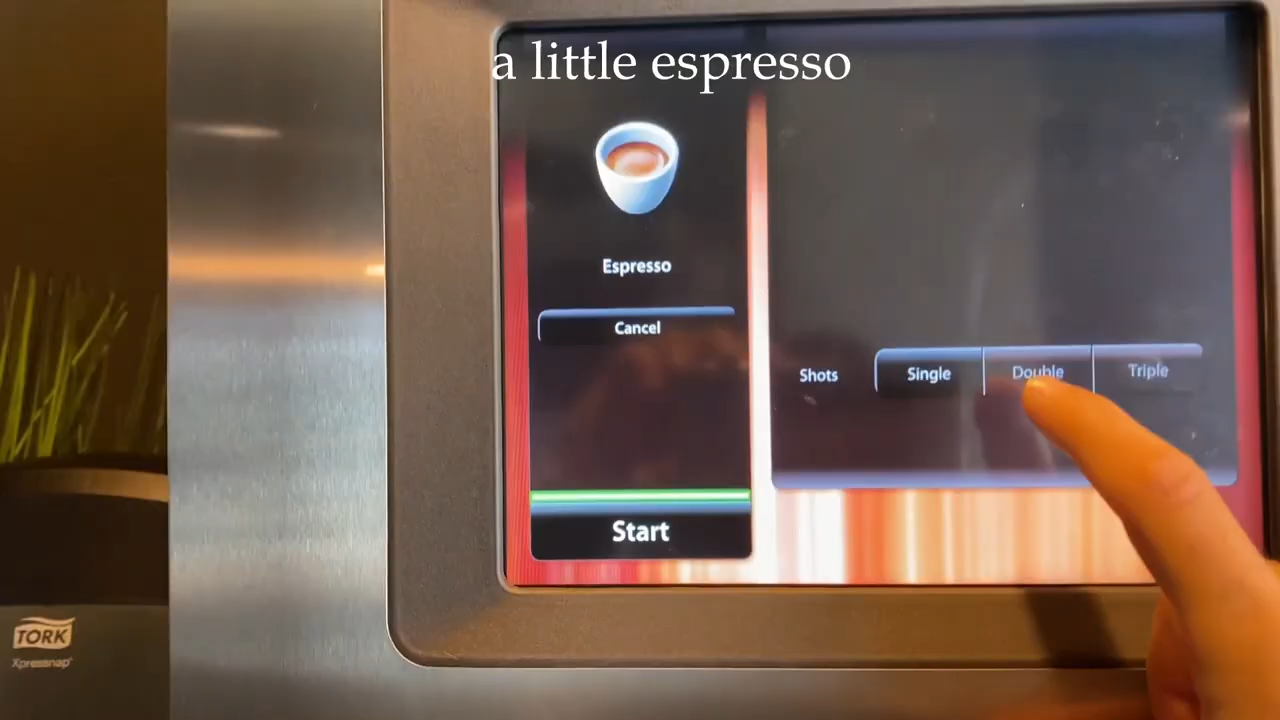 a little espresso
Espresso
Cancel
Shots Single Double Triple
Start
TORK
Xpressnap